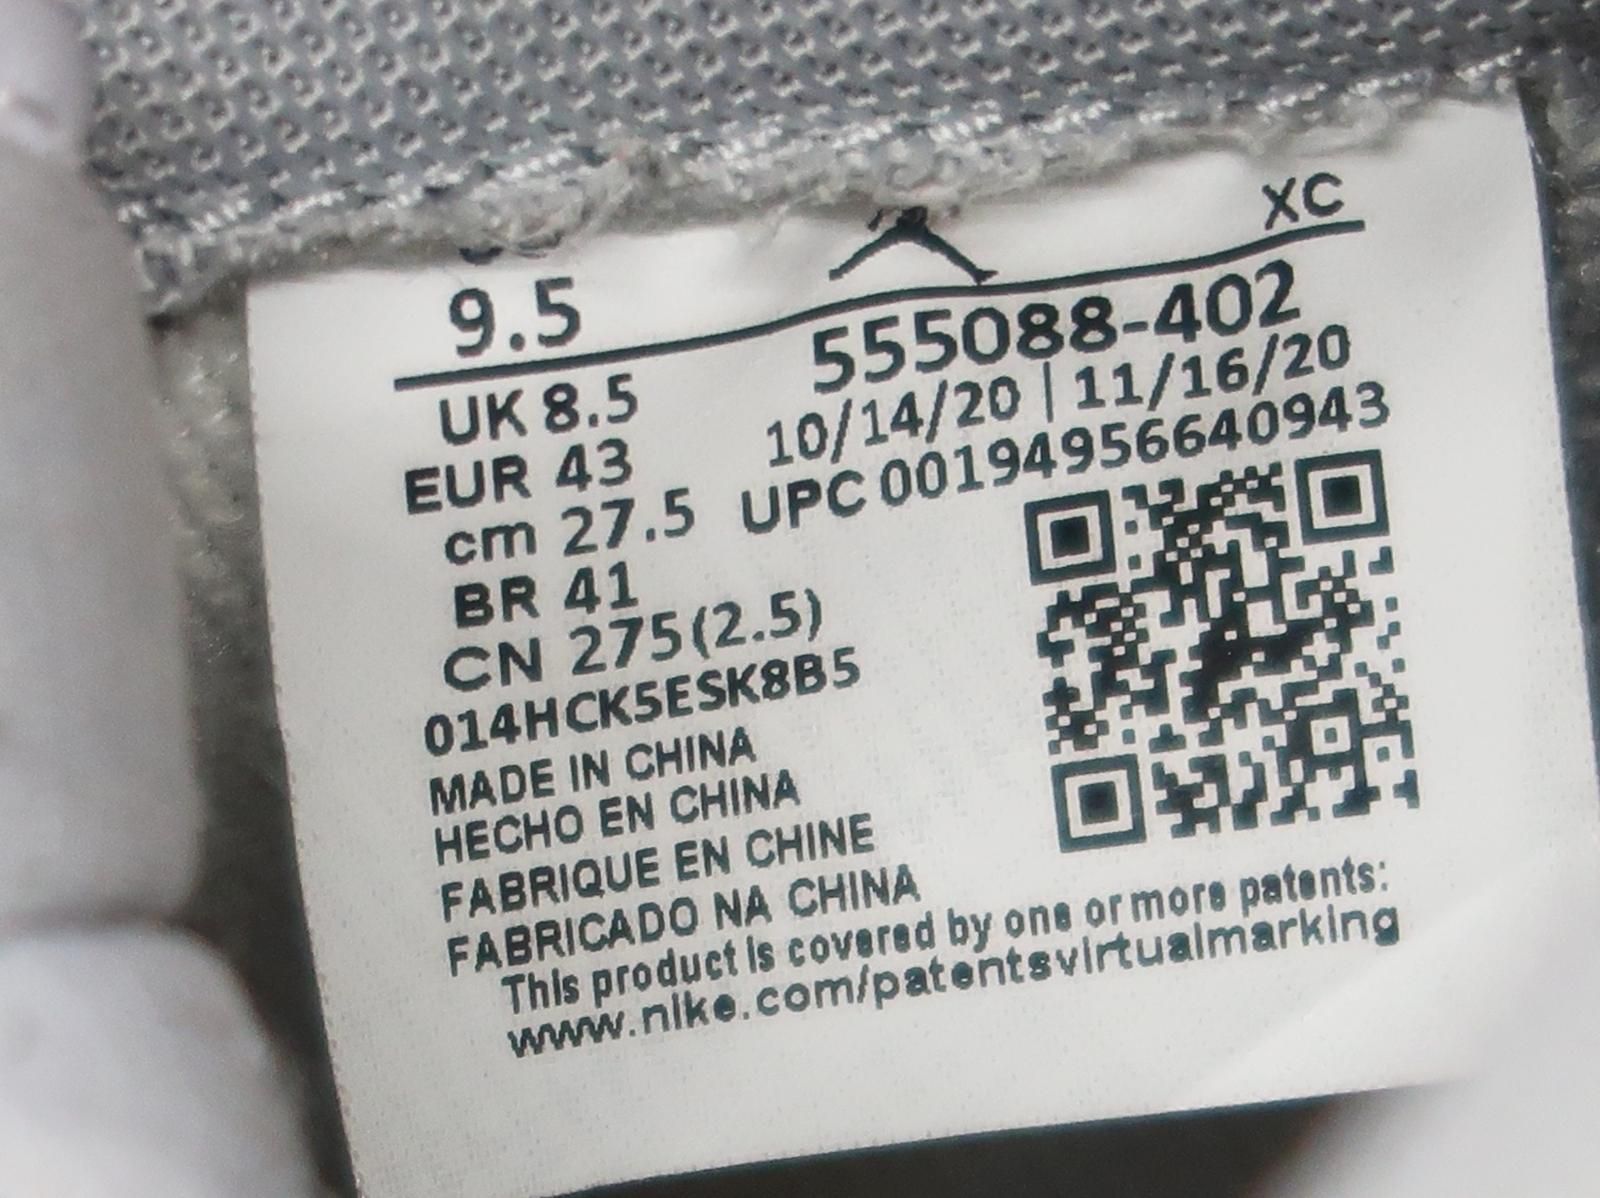 XC
9.5
555088-402
UK 8.5
10/14/20 | 11/16/20
EUR 43
UPC 00194956640943
cm 27.5
BR 41
CN 275(2.5)
014HCK5ESK8B5
MADE IN CHINA
HECHO EN CHINA
FABRIQUE EN CHINE
FABRICADO NA CHINA
This product is covered by one or more patents:
www.nike.com/patentsvirtualmarking